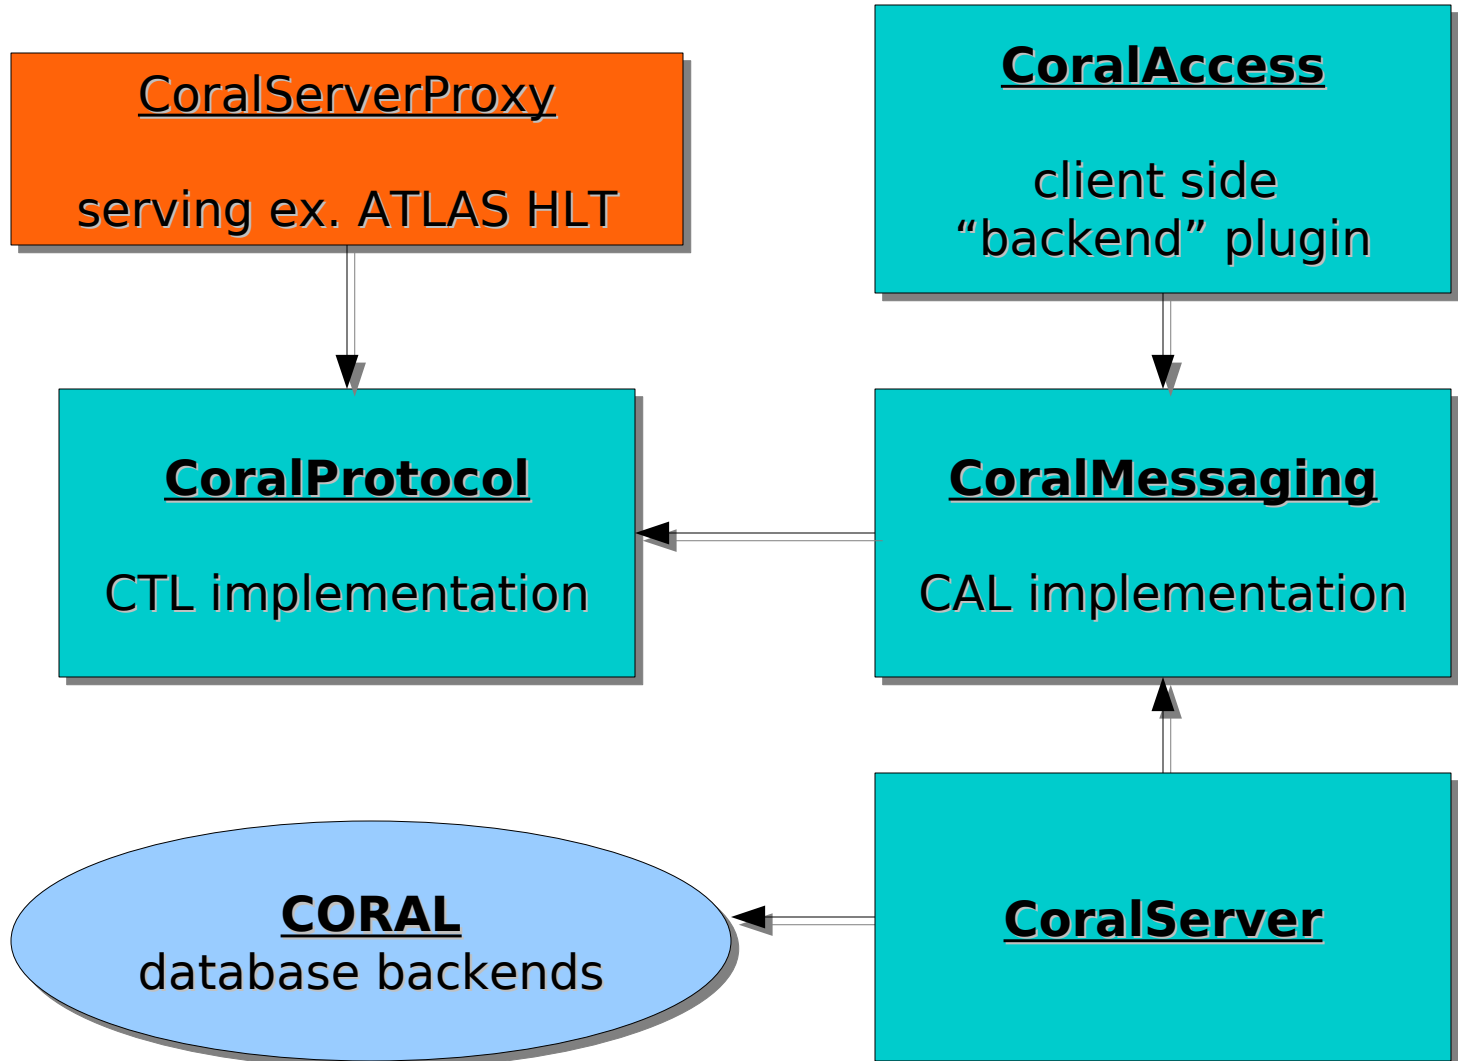 CoralServerProxy
serving ex. ATLAS HLT
CoralAccess
client side
“backend” plugin
CoralProtocol
CTL implementation
CoralMessaging
CAL implementation
CORAL
database backends
CoralServer